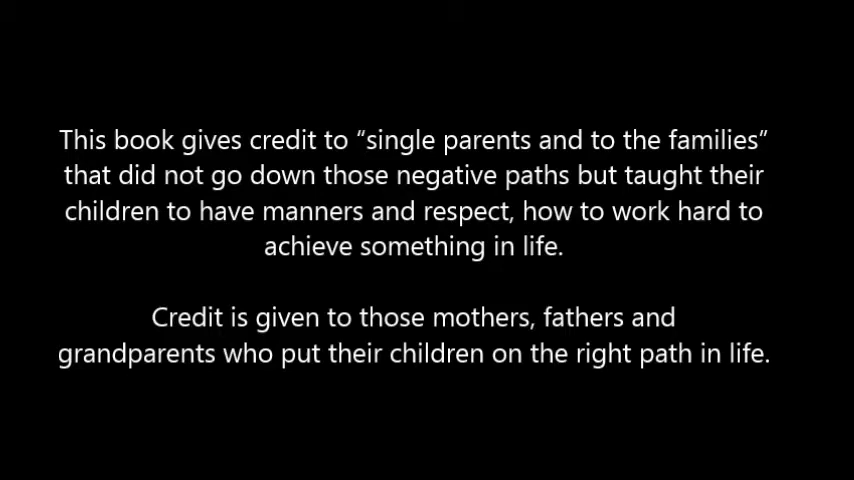 This book gives credit to “single parents and to the families”
that did not go down those negative paths but taught their
children to have manners and respect, how to work hard to
achieve something in life.
Credit is given to those mothers, fathers and
grandparents who put their children on the right path in life.